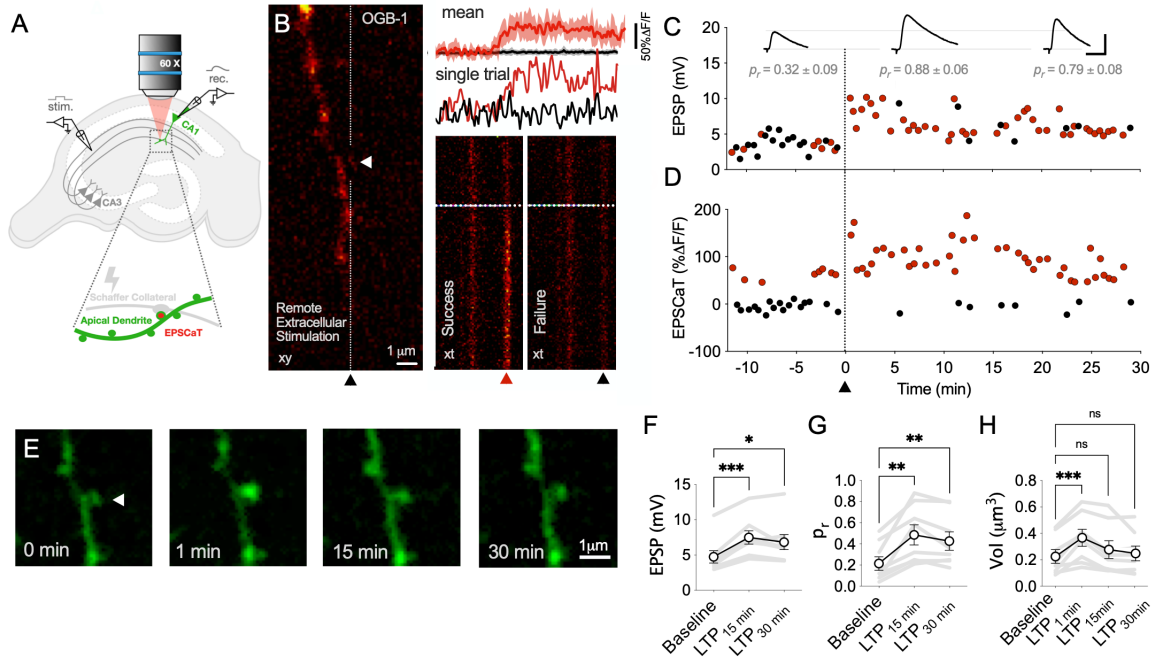 A
60 X
stim.
rec.
CA1
CA3
Schaffer Collateral
Apical Dendrite
EPSCaT
B
OGB-1
Remote
Extracellular
Stimulation
xy
1 μm
mean
50%ΔF/F
single trial
Success
xt
Failure
xt
C
20
15
10
5
0
EPSP (mV)
pr = 0.32 ± 0.09
pr = 0.88 ± 0.06
pr = 0.79 ± 0.08
D
200
100
0
-100
EPSCaT (%ΔF/F)
-10 -5 0 5 10 15 20 25 30
Time (min)
E
0 min
1 min
15 min
30 min
1μm
F
*
***
15
10
5
0
EPSP (mV)
Baseline
LTP 15 min
LTP 30 min
G
**
**
1.0
0.8
0.6
0.4
0.2
0.0
pr
Baseline
LTP 15 min
LTP 30 min
H
ns
ns
***
0.8
0.6
0.4
0.2
0.0
Vol (μm³)
Baseline
LTP 1 min
LTP 15min
LTP 30min